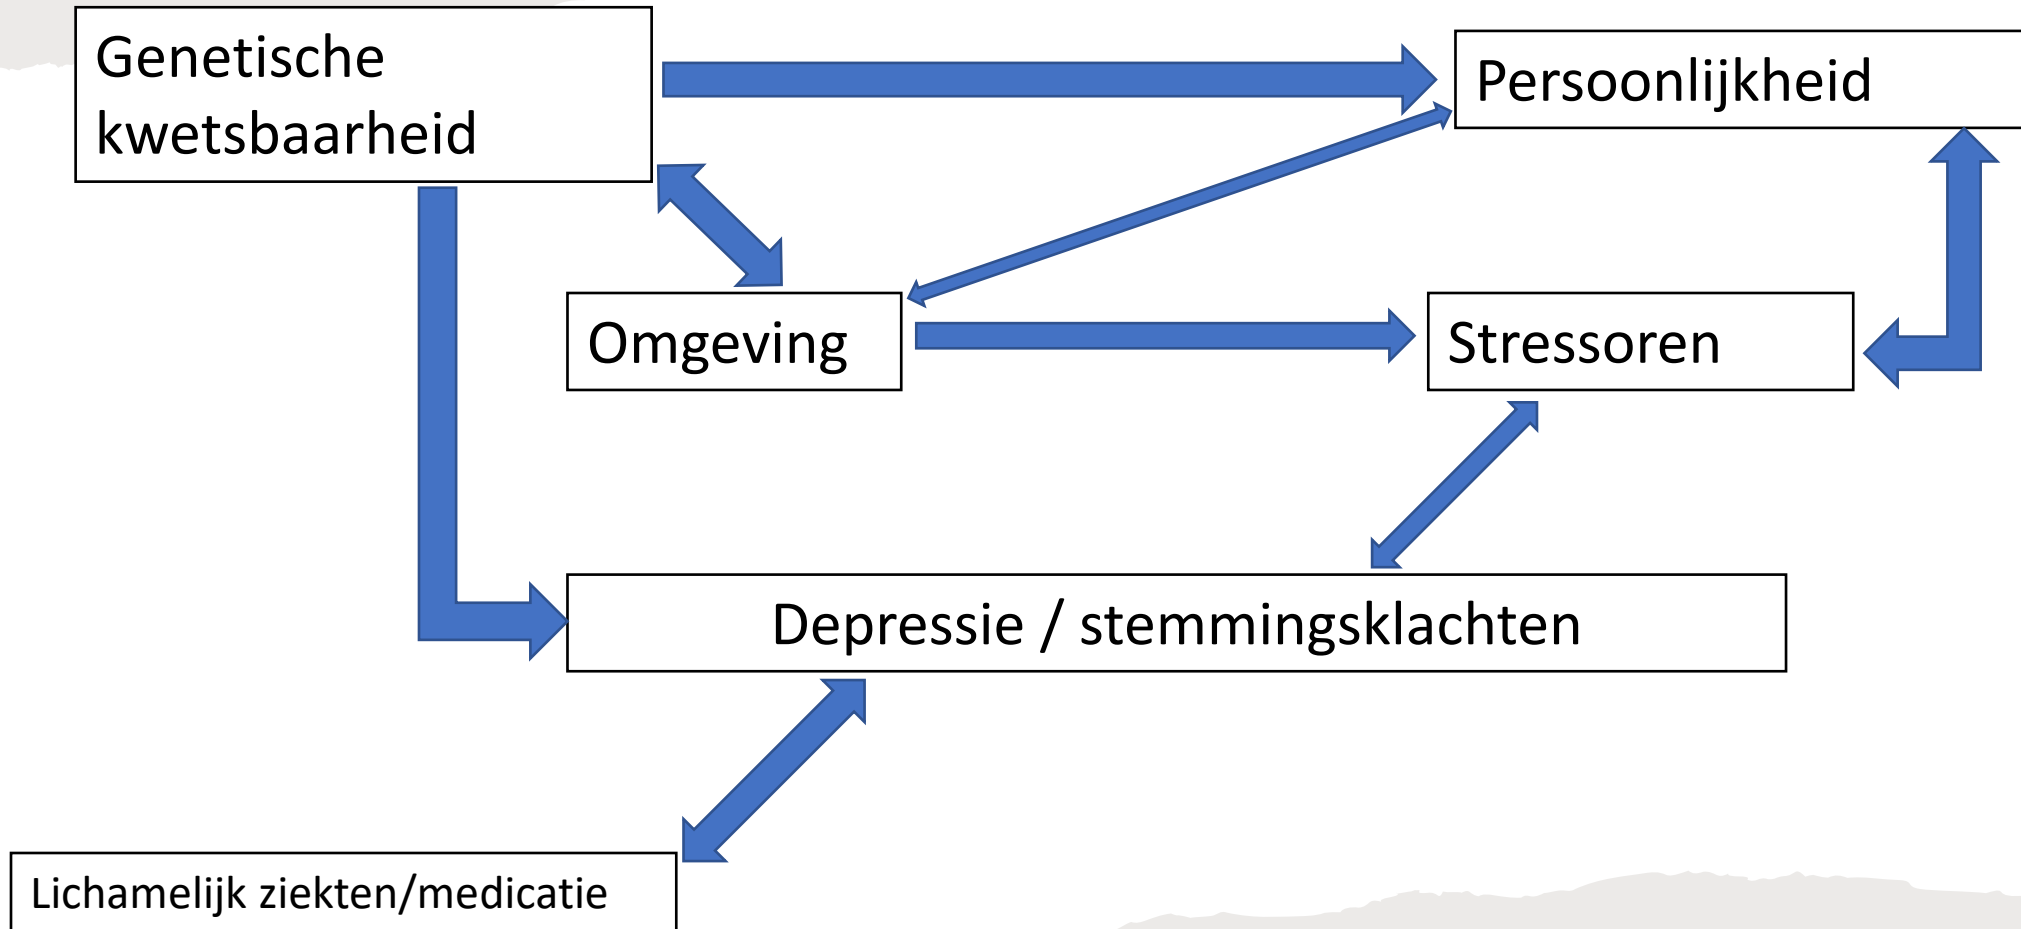 Genetische
kwetsbaarheid
Persoonlijkheid
Omgeving
Stressoren
Depressie / stemmingsklachten
Lichamelijk ziekten/medicatie